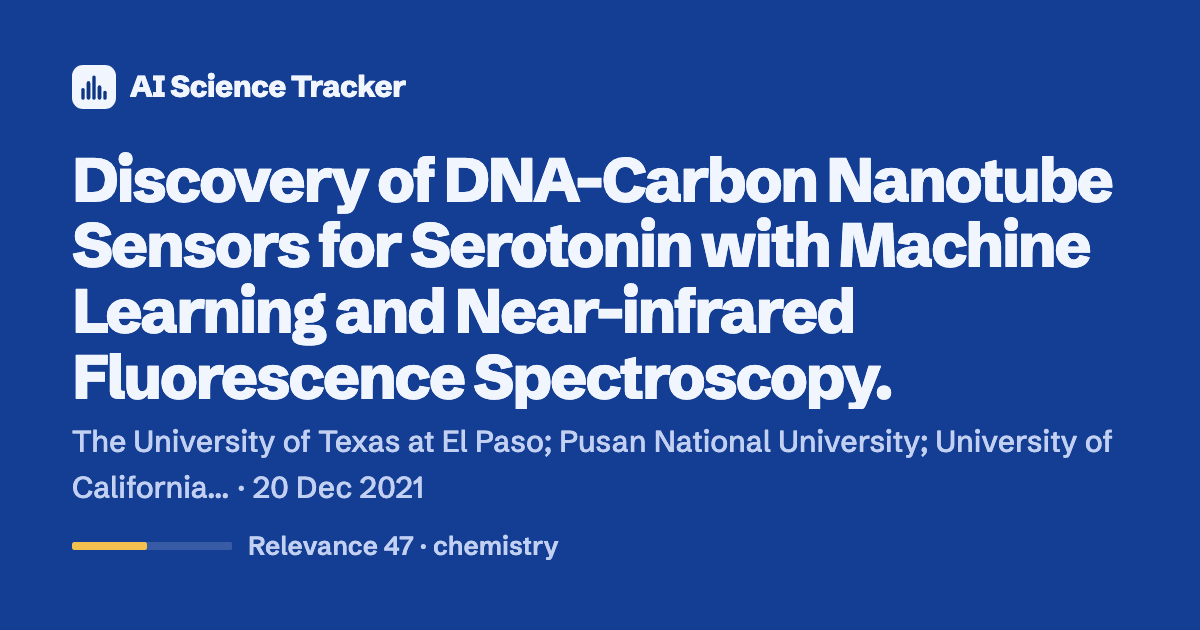 AI Science Tracker
Discovery of DNA-Carbon Nanotube
Sensors for Serotonin with Machine
Learning and Near-infrared
Fluorescence Spectroscopy.
The University of Texas at El Paso; Pusan National University; University of
California... · 20 Dec 2021
Relevance 47 · chemistry